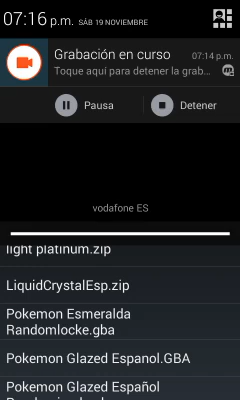 07:16 p.m. SÁB 19 NOVIEMBRE
Grabación en curso 07:14 p.m.
Toque aquí para detener la grab...
Pausa Detener
vodafone ES
light platinum.zip
LiquidCrystalEsp.zip
Pokemon Esmeralda
Randomlocke.gba
Pokemon Glazed Espanol.GBA
Pokemon Glazed Español